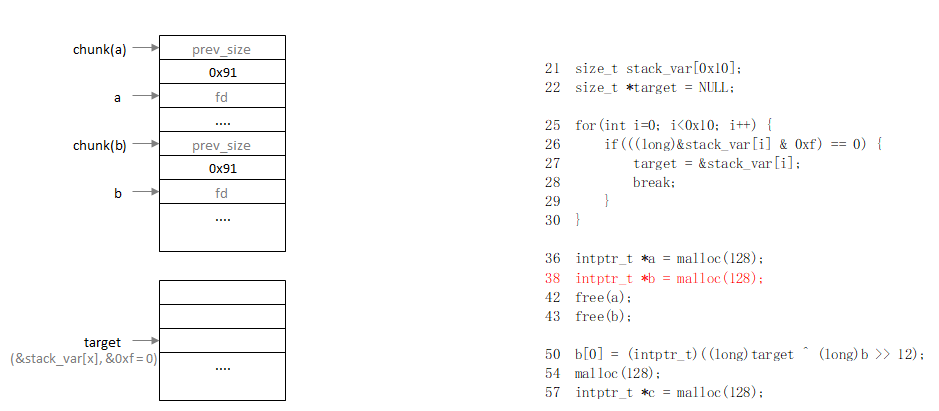 chunk(a)
prev_size
0x91
a
fd
....
chunk(b)
prev_size
0x91
b
fd
....
target
(&stack_var[x], &0xf = 0)
....
21 size_t stack_var[0x10];
22 size_t *target = NULL;
25 for(int i=0; i<0x10; i++) {
26 if(((long)&stack_var[i] & 0xf) == 0) {
27 target = &stack_var[i];
28 break;
29 }
30 }
36 intptr_t *a = malloc(128);
38 intptr_t *b = malloc(128);
42 free(a);
43 free(b);
50 b[0] = (intptr_t)((long)target ^ (long)b >> 12);
54 malloc(128);
57 intptr_t *c = malloc(128);